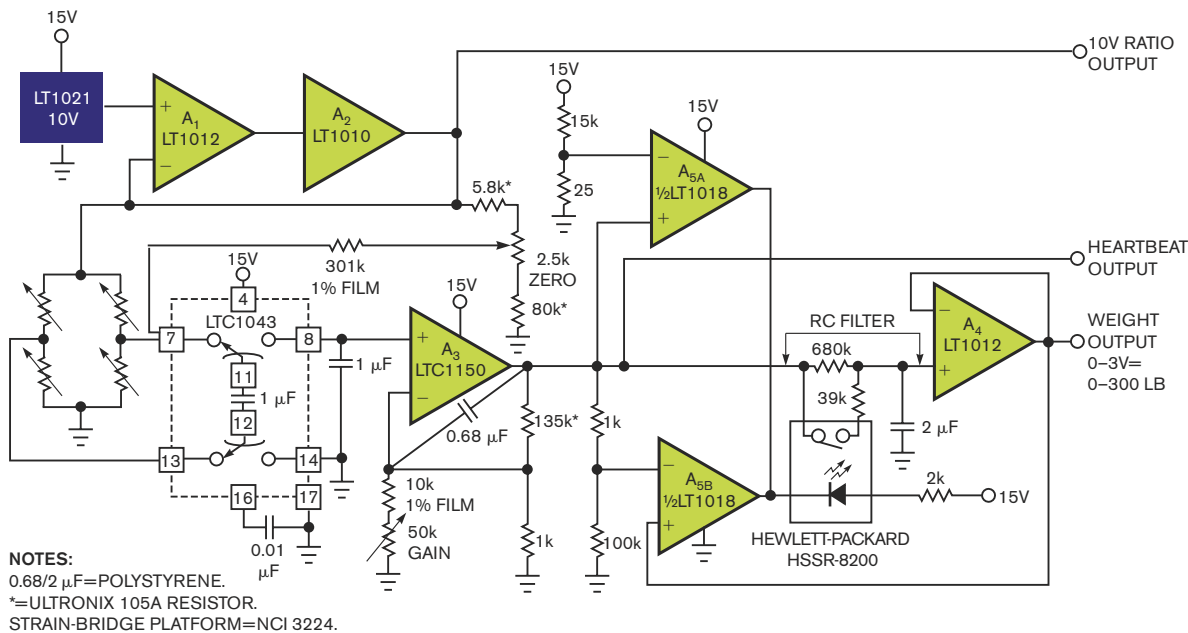 15V
LT1021
10V
+
−
A1
LT1012
A2
LT1010
10V RATIO
OUTPUT
15V
15k
25
15V
−
+
A5A
½LT1018
5.8k*
2.5k
ZERO
80k*
301k
1% FILM
15V
4
LTC1043
7
8
11
1 µF
12
13
14
16
17
0.01
µF
1 µF
15V
+
−
A3
LTC1150
0.68 µF
135k*
1k
10k
1% FILM
50k
GAIN
1k
100k
−
+
A5B
½LT1018
HEARTBEAT
OUTPUT
RC FILTER
680k
39k
2 µF
−
+
A4
LT1012
WEIGHT
OUTPUT
0–3V=
0–300 LB
2k
15V
HEWLETT-PACKARD
HSSR-8200
NOTES:
0.68/2 µF=POLYSTYRENE.
*=ULTRONIX 105A RESISTOR.
STRAIN-BRIDGE PLATFORM=NCI 3224.